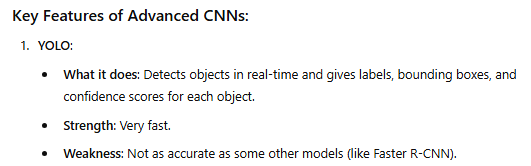 Key Features of Advanced CNNs:
1. YOLO:
• What it does: Detects objects in real-time and gives labels, bounding boxes, and
confidence scores for each object.
• Strength: Very fast.
• Weakness: Not as accurate as some other models (like Faster R-CNN).